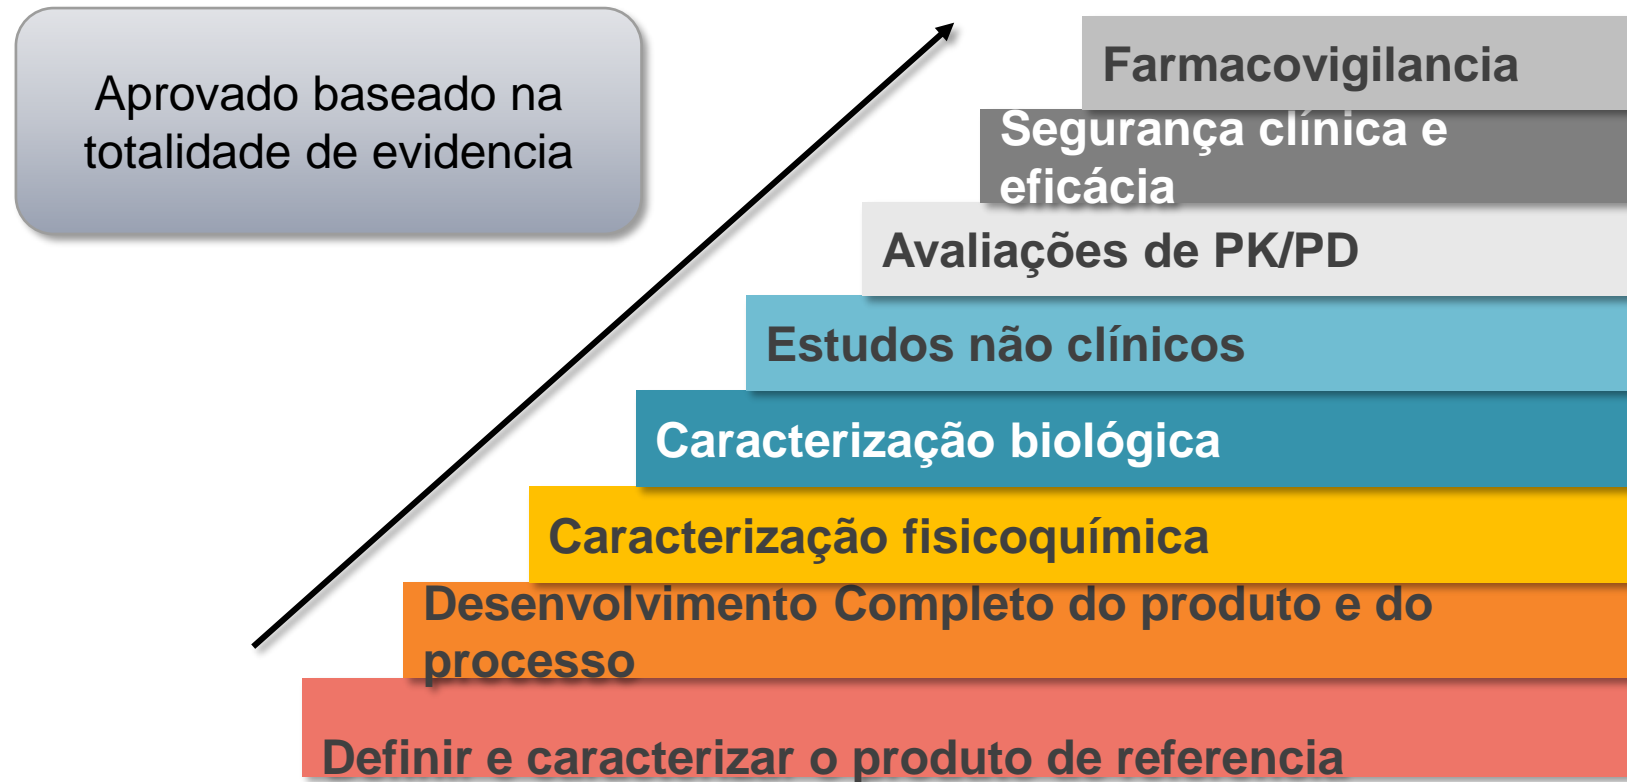 Aprovado baseado na
totalidade de evidencia
Farmacovigilancia
Segurança clínica e
eficácia
Avaliações de PK/PD
Estudos não clínicos
Caracterização biológica
Caracterização fisicoquímica
Desenvolvimento Completo do produto e do
processo
Definir e caracterizar o produto de referencia